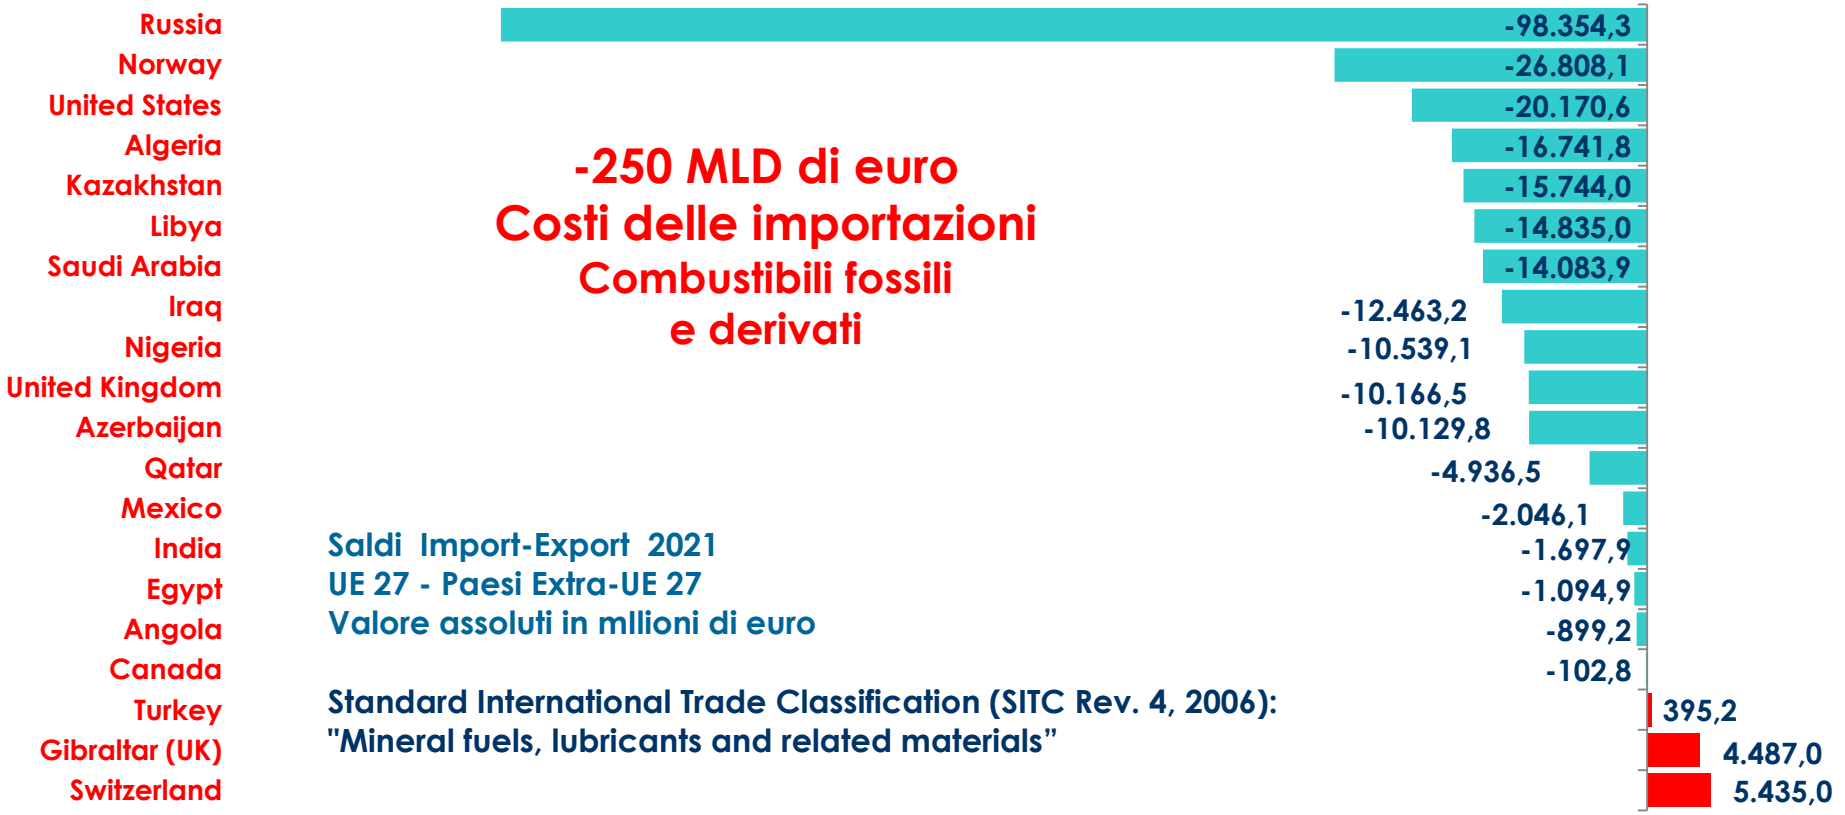 Russia -98.354,3
Norway -26.808,1
United States -20.170,6
Algeria -16.741,8
Kazakhstan -15.744,0
Libya -14.835,0
Saudi Arabia -14.083,9
Iraq -12.463,2
Nigeria -10.539,1
United Kingdom -10.166,5
Azerbaijan -10.129,8
Qatar -4.936,5
Mexico -2.046,1
India -1.697,9
Egypt -1.094,9
Angola -899,2
Canada -102,8
Turkey 395,2
Gibraltar (UK) 4.487,0
Switzerland 5.435,0
-250 MLD di euro
Costi delle importazioni
Combustibili fossili
e derivati
Saldi Import-Export 2021
UE 27 - Paesi Extra-UE 27
Valore assoluti in mllioni di euro
Standard International Trade Classification (SITC Rev. 4, 2006):
"Mineral fuels, lubricants and related materials”